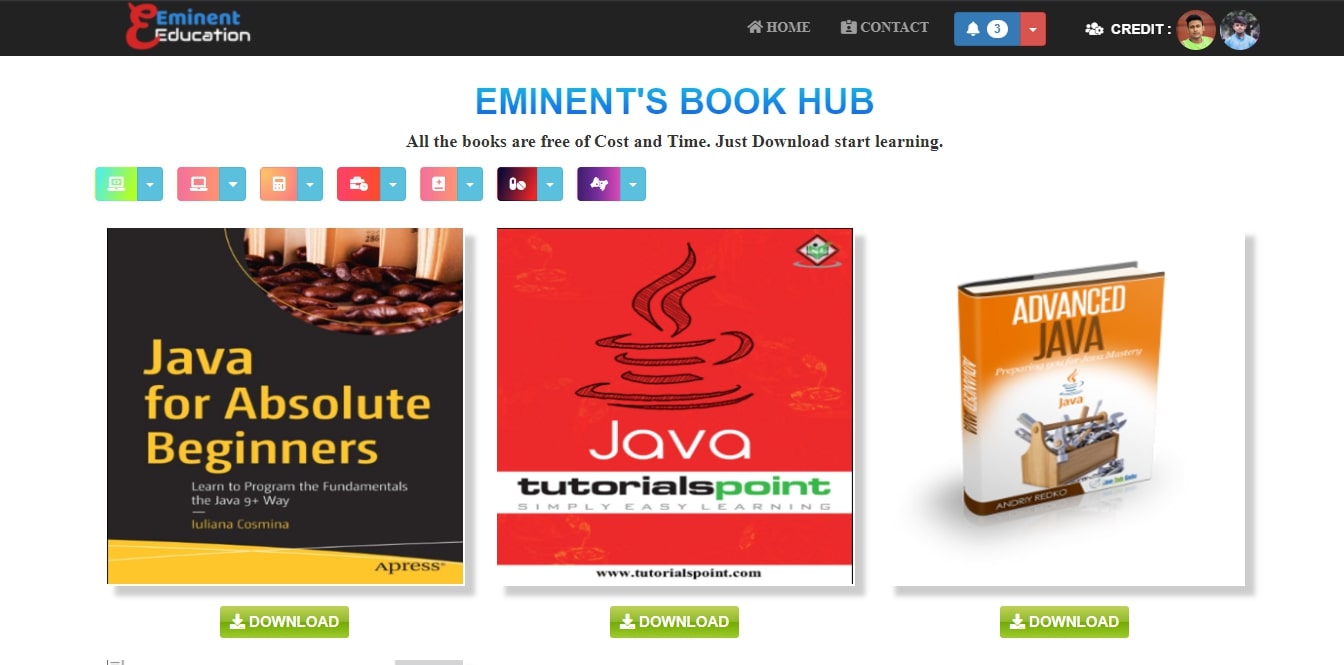 Eminent
Education
HOME
CONTACT
3
CREDIT :
EMINENT'S BOOK HUB
All the books are free of Cost and Time. Just Download start learning.
286
Java
for Absolute
Beginners
Learn to Program the Fundamentals
the Java 9+ Way
Iuliana Cosmina
Apress®
Java
tutorialspoint
SIMPLY EASY LEARNING
www.tutorialspoint.com
ADVANCED
JAVA
Preparing you for Java Mastery
Java
ADVANCED JAVA
ANDRIY REDKO
DOWNLOAD
DOWNLOAD
DOWNLOAD